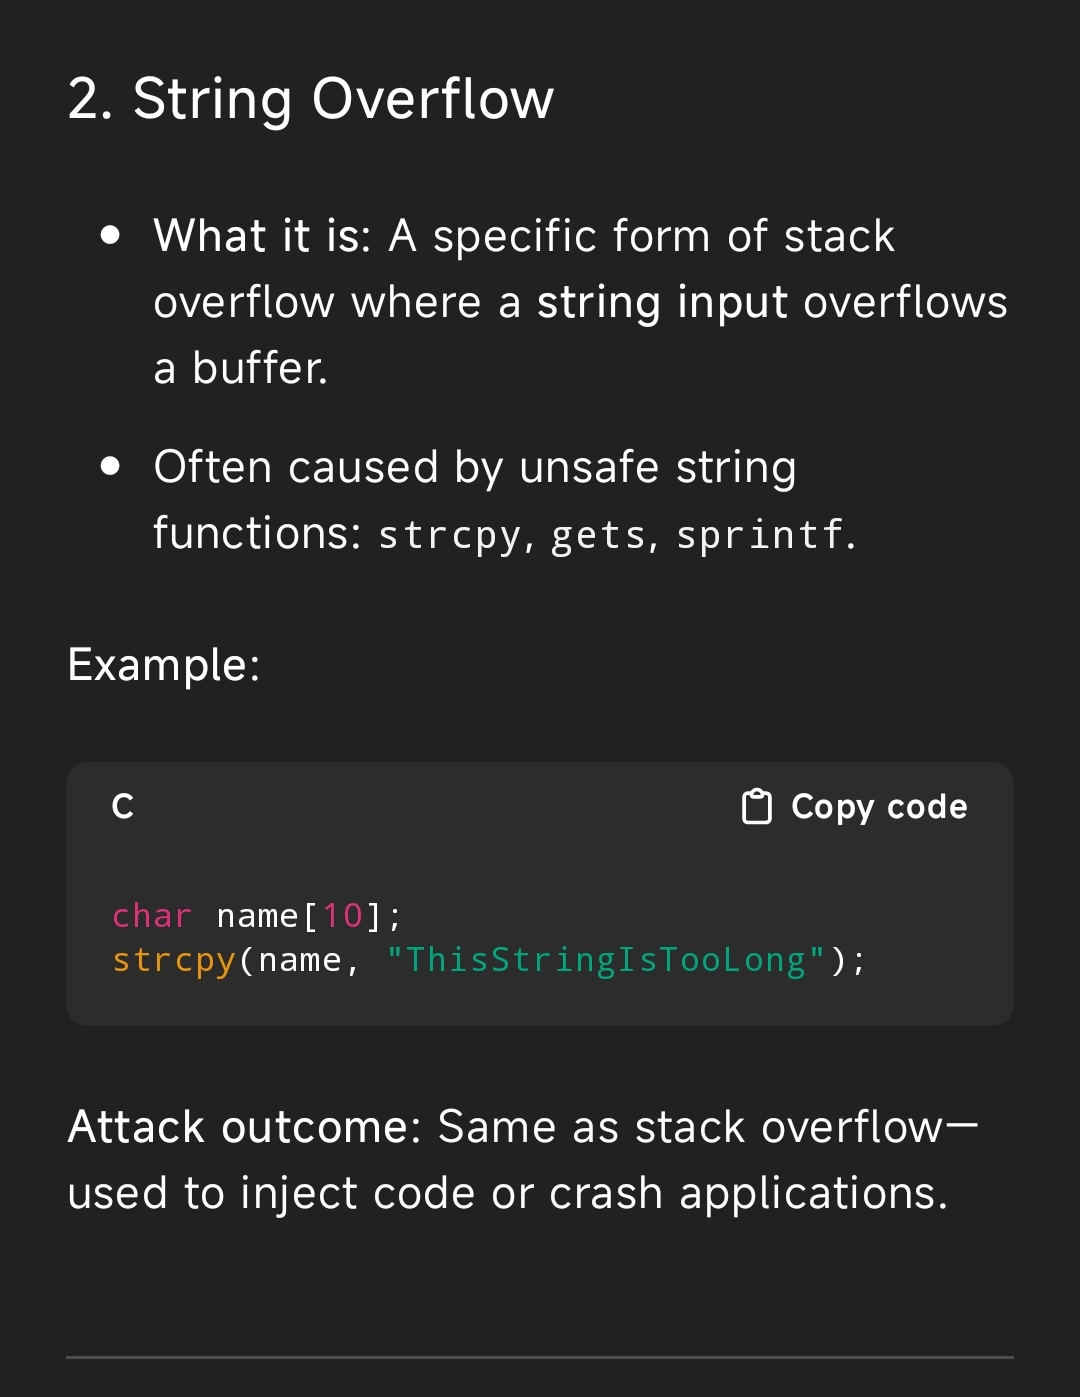 2. String Overflow
• What it is: A specific form of stack
overflow where a string input overflows
a buffer.
• Often caused by unsafe string
functions: strcpy, gets, sprintf.
Example:
C Copy code
char name[10];
strcpy(name, "ThisStringIsTooLong");
Attack outcome: Same as stack overflow—
used to inject code or crash applications.